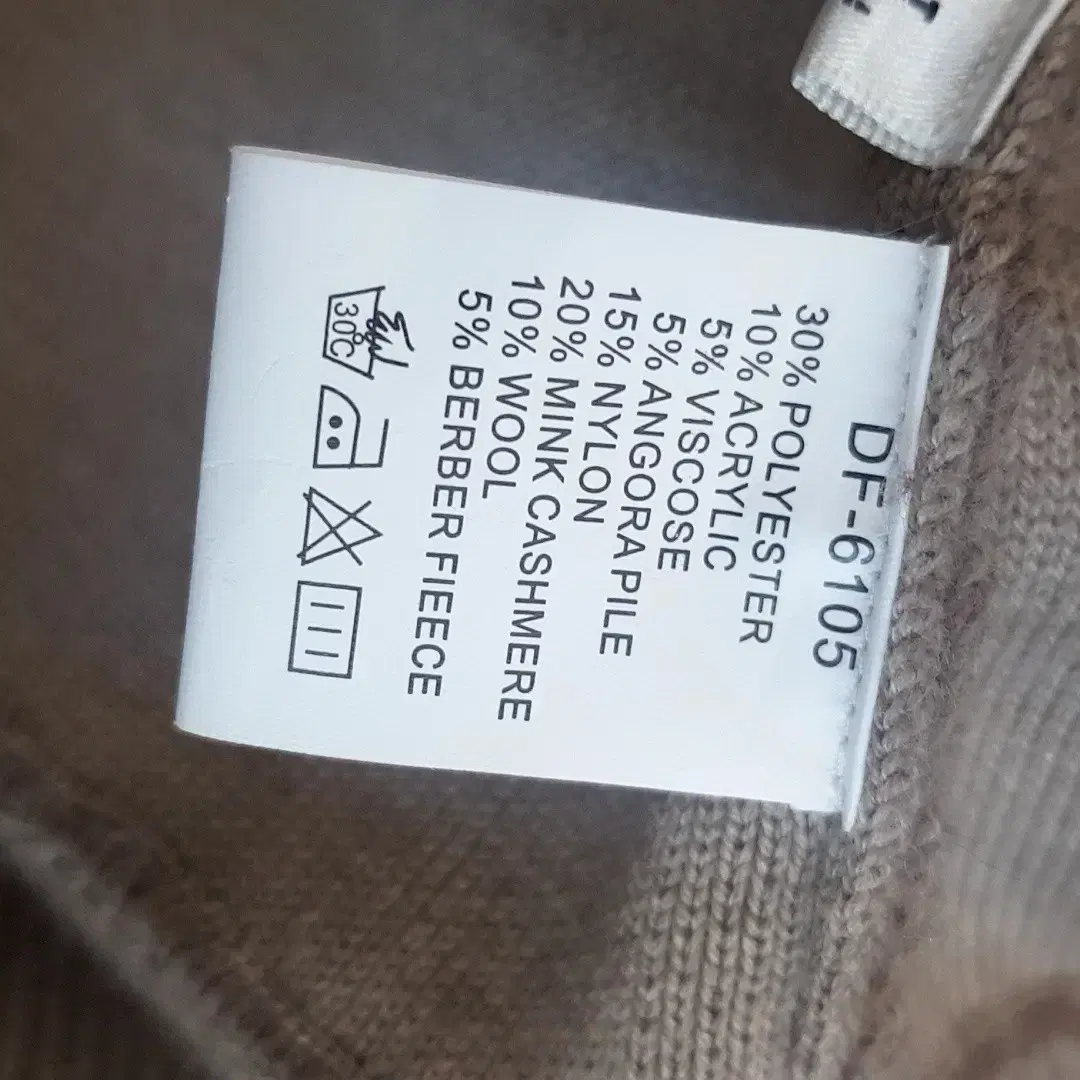 DF-6105
30% POLYESTER
10% ACRYLIC
5% VISCOSE
5% ANGORA PILE
15% NYLON
20% MINK CASHMERE
10% WOOL
5% BERBER FIEECE
30°C